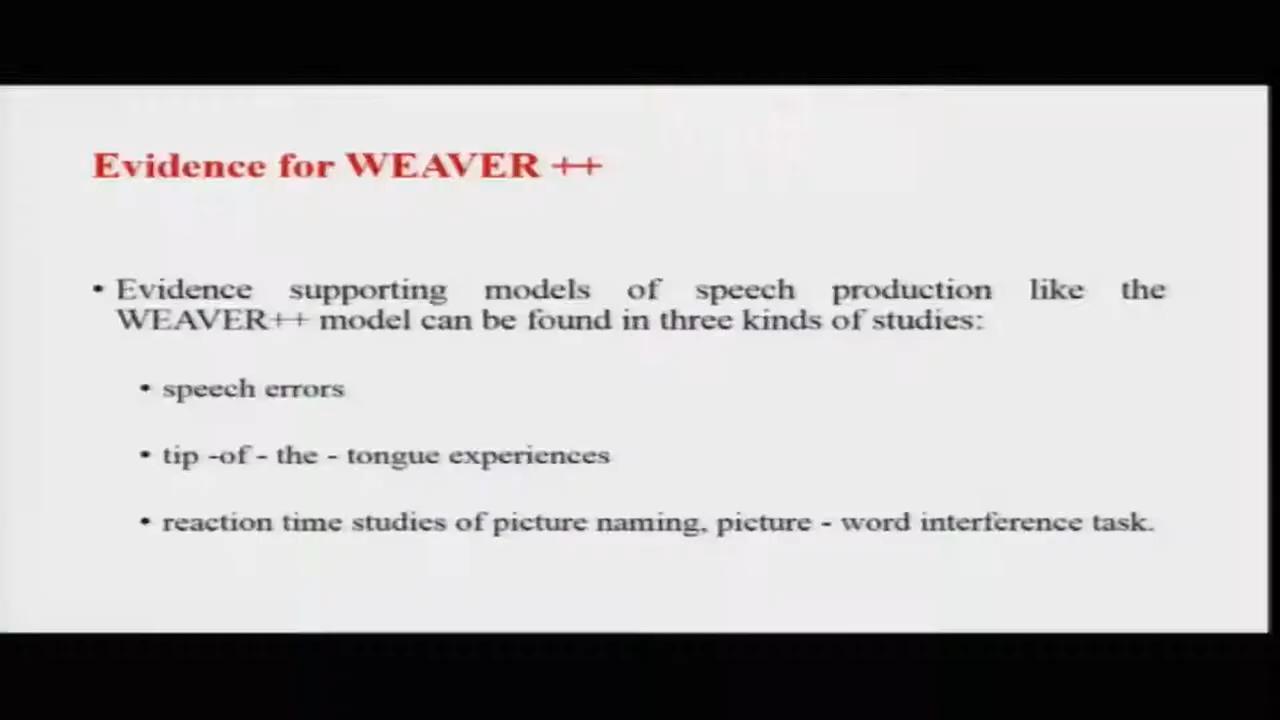 Evidence for WEAVER ++
• Evidence supporting models of speech production like the
WEAVER++ model can be found in three kinds of studies:
• speech errors
• tip -of - the - tongue experiences
• reaction time studies of picture naming, picture - word interference task.